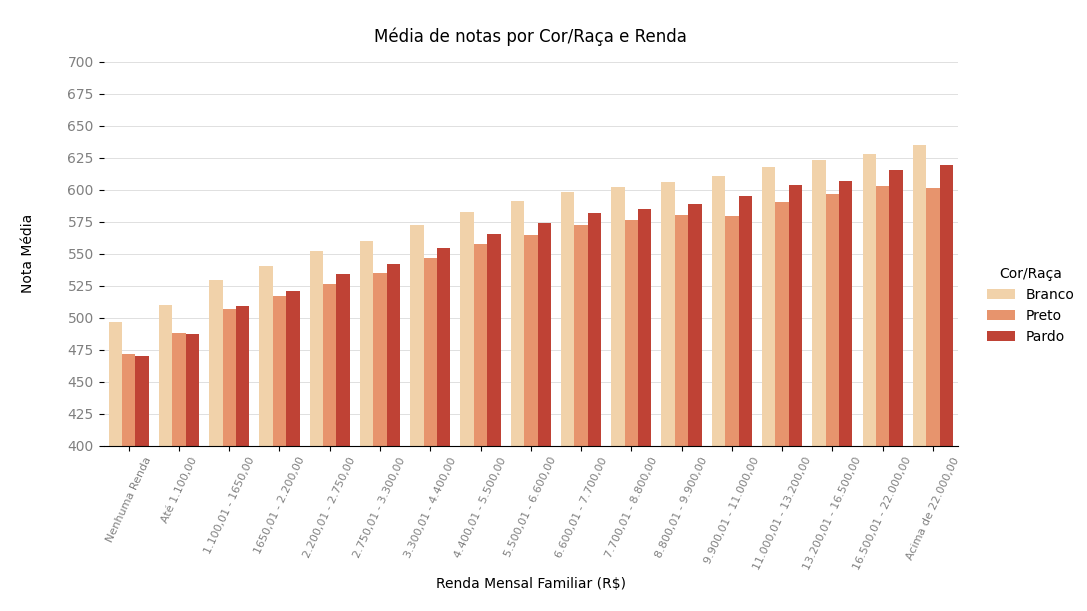 Média de notas por Cor/Raça e Renda
Nota Média
700
675
650
625
600
575
550
525
500
475
450
425
400
Nenhuma Renda
Até 1.100,00
1.100,01 - 1650,00
1650,01 - 2.200,00
2.200,01 - 2.750,00
2.750,01 - 3.300,00
3.300,01 - 4.400,00
4.400,01 - 5.500,00
5.500,01 - 6.600,00
6.600,01 - 7.700,00
7.700,01 - 8.800,00
8.800,01 - 9.900,00
9.900,01 - 11.000,00
11.000,01 - 13.200,00
13.200,01 - 16.500,00
16.500,01 - 22.000,00
Acima de 22.000,00
Renda Mensal Familiar (R$)
Cor/Raça
Branco
Preto
Pardo